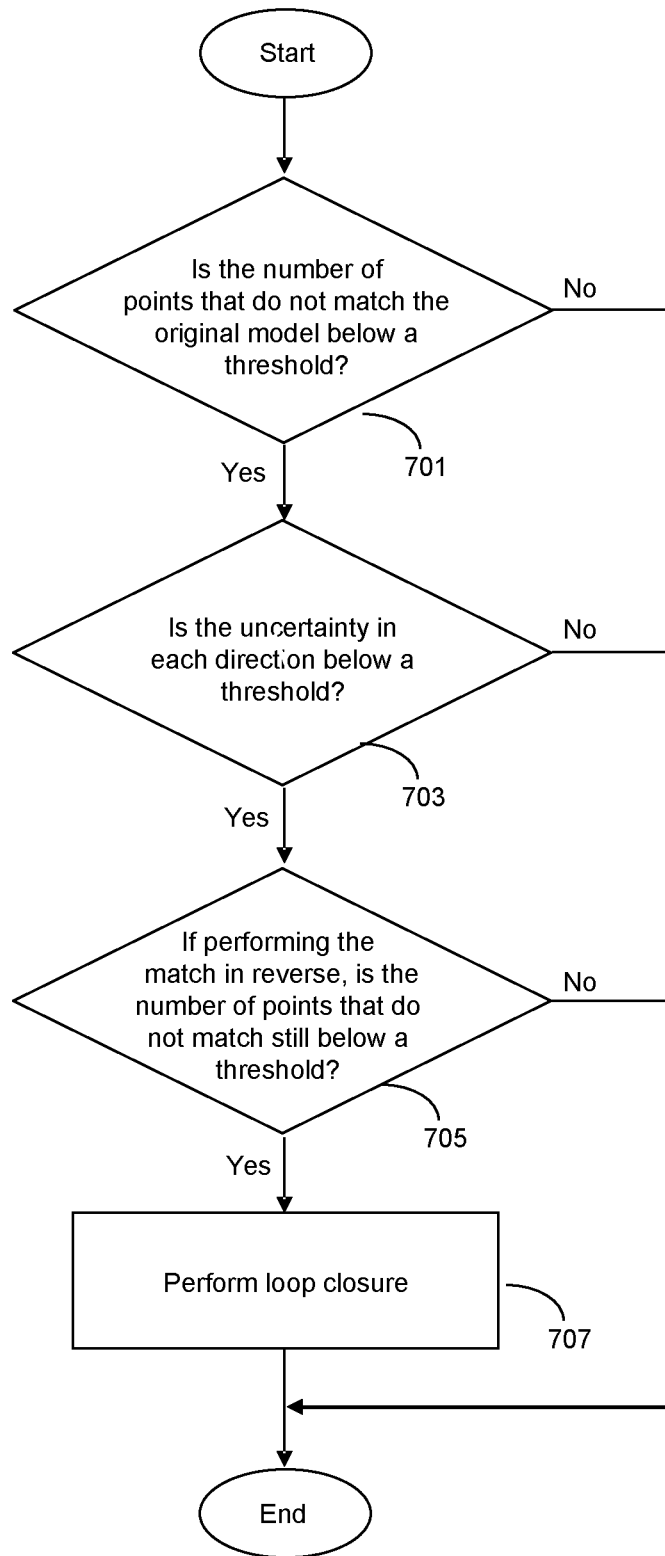 Start
Is the number of
points that do not match the
original model below a
threshold?
No
701
Yes
Is the uncertainty in
each direction below a
threshold?
No
703
Yes
If performing the
match in reverse, is the
number of points that do
not match still below a
threshold?
No
705
Yes
Perform loop closure
707
End